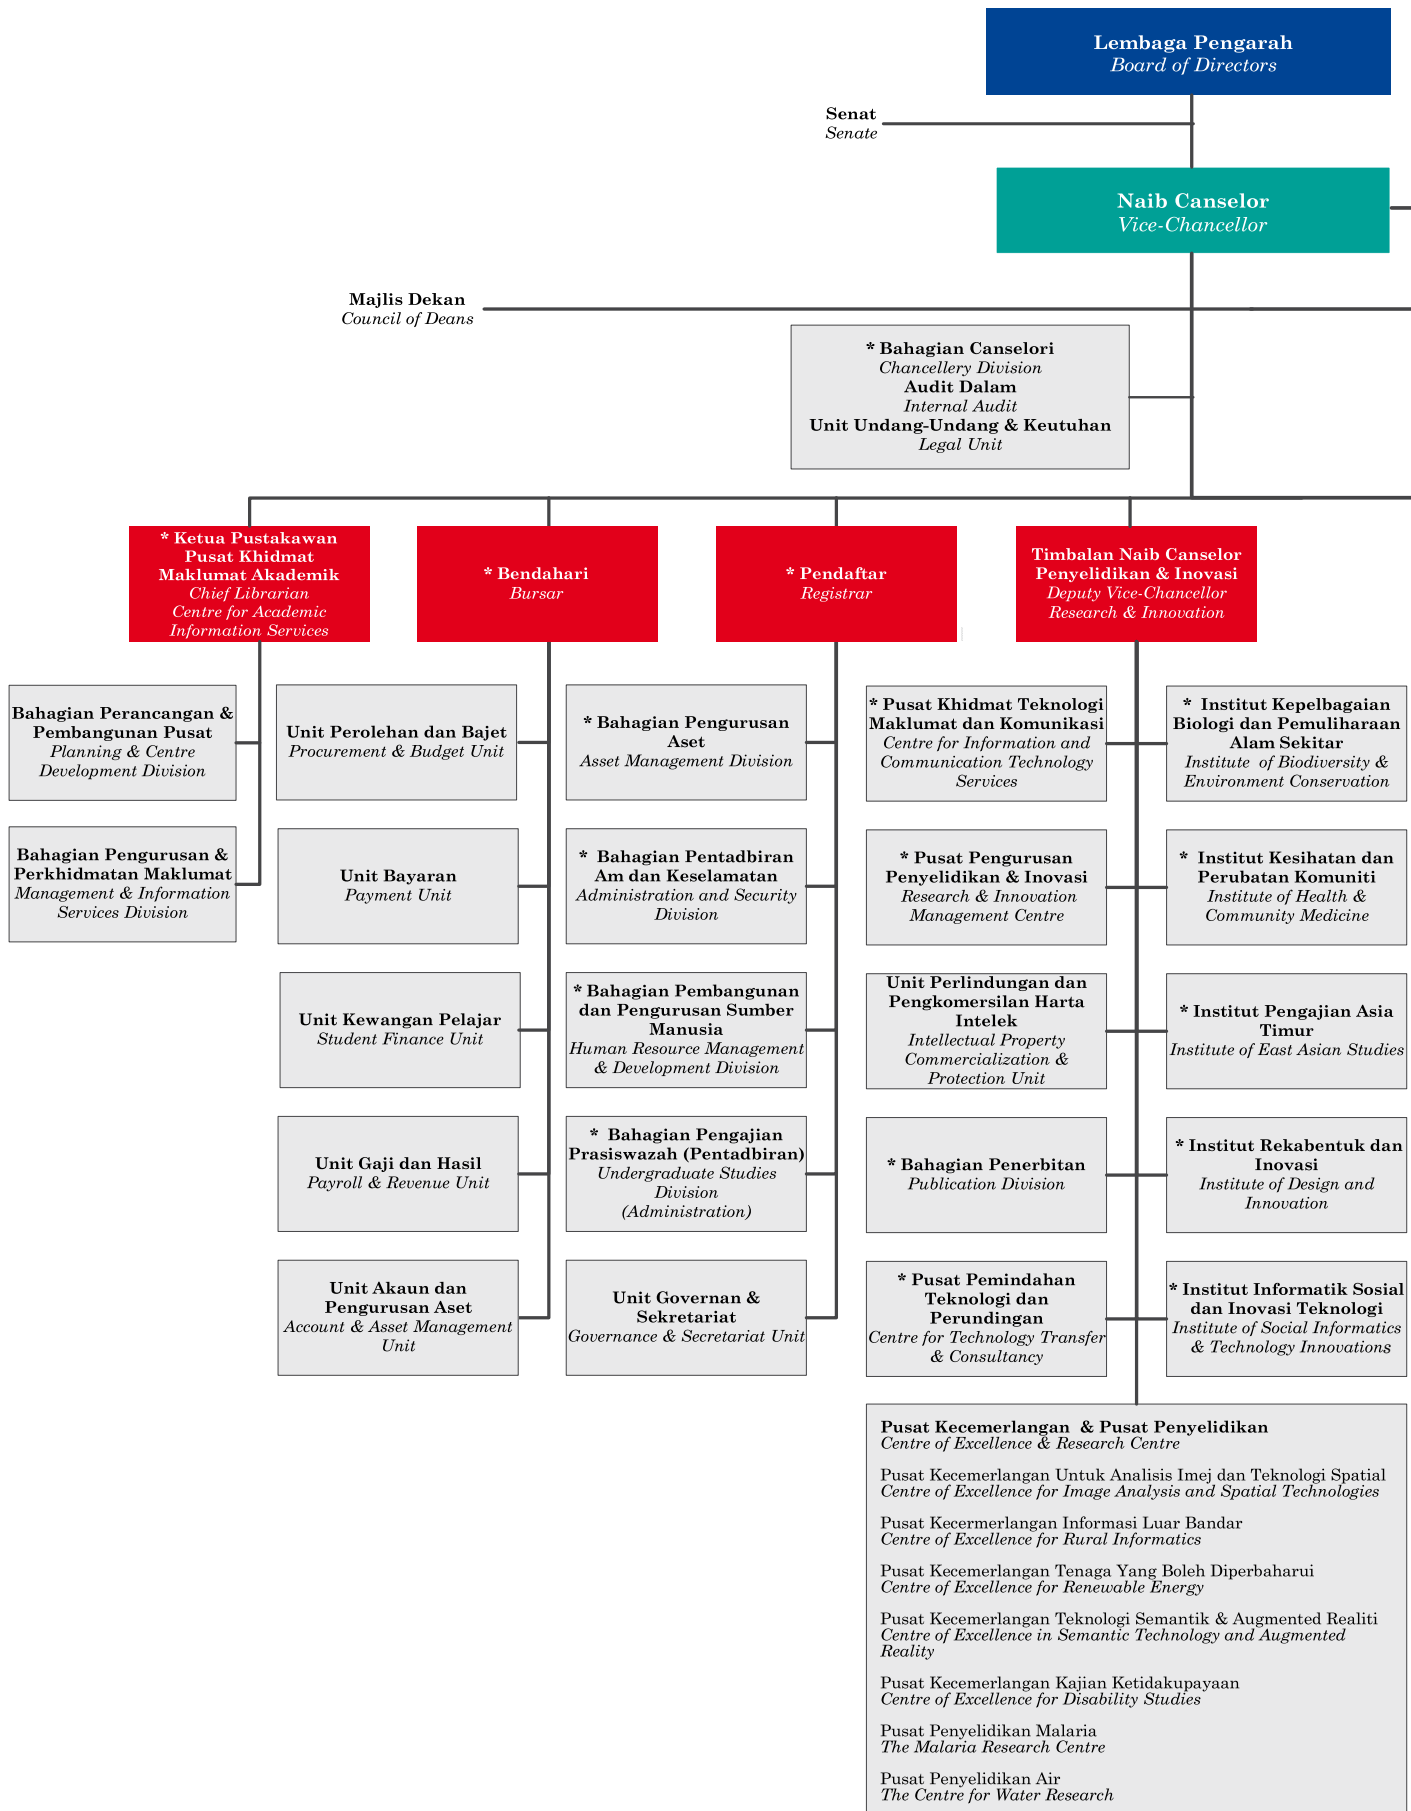 Lembaga Pengarah
Board of Directors
Senat
Senate
Naib Canselor
Vice-Chancellor
Majlis Dekan
Council of Deans
* Bahagian Canselori
Chancellery Division
Audit Dalam
Internal Audit
Unit Undang-Undang & Keutuhan
Legal Unit
* Ketua Pustakawan
Pusat Khidmat
Maklumat Akademik
Chief Librarian
Centre for Academic
Information Services
* Bendahari
Bursar
* Pendaftar
Registrar
Timbalan Naib Canselor
Penyelidikan & Inovasi
Deputy Vice-Chancellor
Research & Innovation
Bahagian Perancangan &
Pembangunan Pusat
Planning & Centre
Development Division
Bahagian Pengurusan &
Perkhidmatan Maklumat
Management & Information
Services Division
Unit Perolehan dan Bajet
Procurement & Budget Unit
Unit Bayaran
Payment Unit
Unit Kewangan Pelajar
Student Finance Unit
Unit Gaji dan Hasil
Payroll & Revenue Unit
Unit Akaun dan
Pengurusan Aset
Account & Asset Management
Unit
* Bahagian Pengurusan
Aset
Asset Management Division
* Bahagian Pentadbiran
Am dan Keselamatan
Administration and Security
Division
* Bahagian Pembangunan
dan Pengurusan Sumber
Manusia
Human Resource Management
& Development Division
* Bahagian Pengajian
Prasiswazah (Pentadbiran)
Undergraduate Studies
Division
(Administration)
Unit Governan &
Sekretariat
Governance & Secretariat Unit
* Pusat Khidmat Teknologi
Maklumat dan Komunikasi
Centre for Information and
Communication Technology
Services
* Pusat Pengurusan
Penyelidikan & Inovasi
Research & Innovation
Management Centre
Unit Perlindungan dan
Pengkomersilan Harta
Intelek
Intellectual Property
Commercialization &
Protection Unit
* Bahagian Penerbitan
Publication Division
* Pusat Pemindahan
Teknologi dan
Perundingan
Centre for Technology Transfer
& Consultancy
* Institut Kepelbagaian
Biologi dan Pemuliharaan
Alam Sekitar
Institute of Biodiversity &
Environment Conservation
* Institut Kesihatan dan
Perubatan Komuniti
Institute of Health &
Community Medicine
* Institut Pengajian Asia
Timur
Institute of East Asian Studies
* Institut Rekabentuk dan
Inovasi
Institute of Design and
Innovation
* Institut Informatik Sosial
dan Inovasi Teknologi
Institute of Social Informatics
& Technology Innovations
Pusat Kecemerlangan & Pusat Penyelidikan
Centre of Excellence & Research Centre
Pusat Kecemerlangan Untuk Analisis Imej dan Teknologi Spatial
Centre of Excellence for Image Analysis and Spatial Technologies
Pusat Kecermerlangan Informasi Luar Bandar
Centre of Excellence for Rural Informatics
Pusat Kecemerlangan Tenaga Yang Boleh Diperbaharui
Centre of Excellence for Renewable Energy
Pusat Kecemerlangan Teknologi Semantik & Augmented Realiti
Centre of Excellence in Semantic Technology and Augmented
Reality
Pusat Kecemerlangan Kajian Ketidakupayaan
Centre of Excellence for Disability Studies
Pusat Penyelidikan Malaria
The Malaria Research Centre
Pusat Penyelidikan Air
The Centre for Water Research